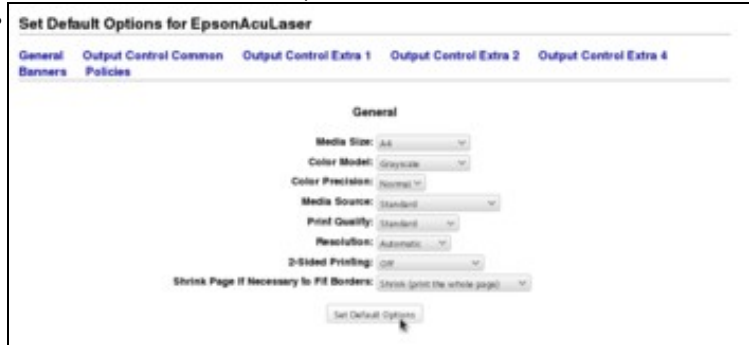 Set Default Options for EpsonAcuLaser
General Output Control Common Output Control Extra 1 Output Control Extra 2 Output Control Extra 4
Banners Policies
General
Media Size: A4
Color Model: Grayscale
Color Precision: Normal
Media Source: Standard
Print Quality: Standard
Resolution: Automatic
2-Sided Printing: Off
Shrink Page If Necessary to Fit Borders: Shrink (print the whole page)
Set Default Options